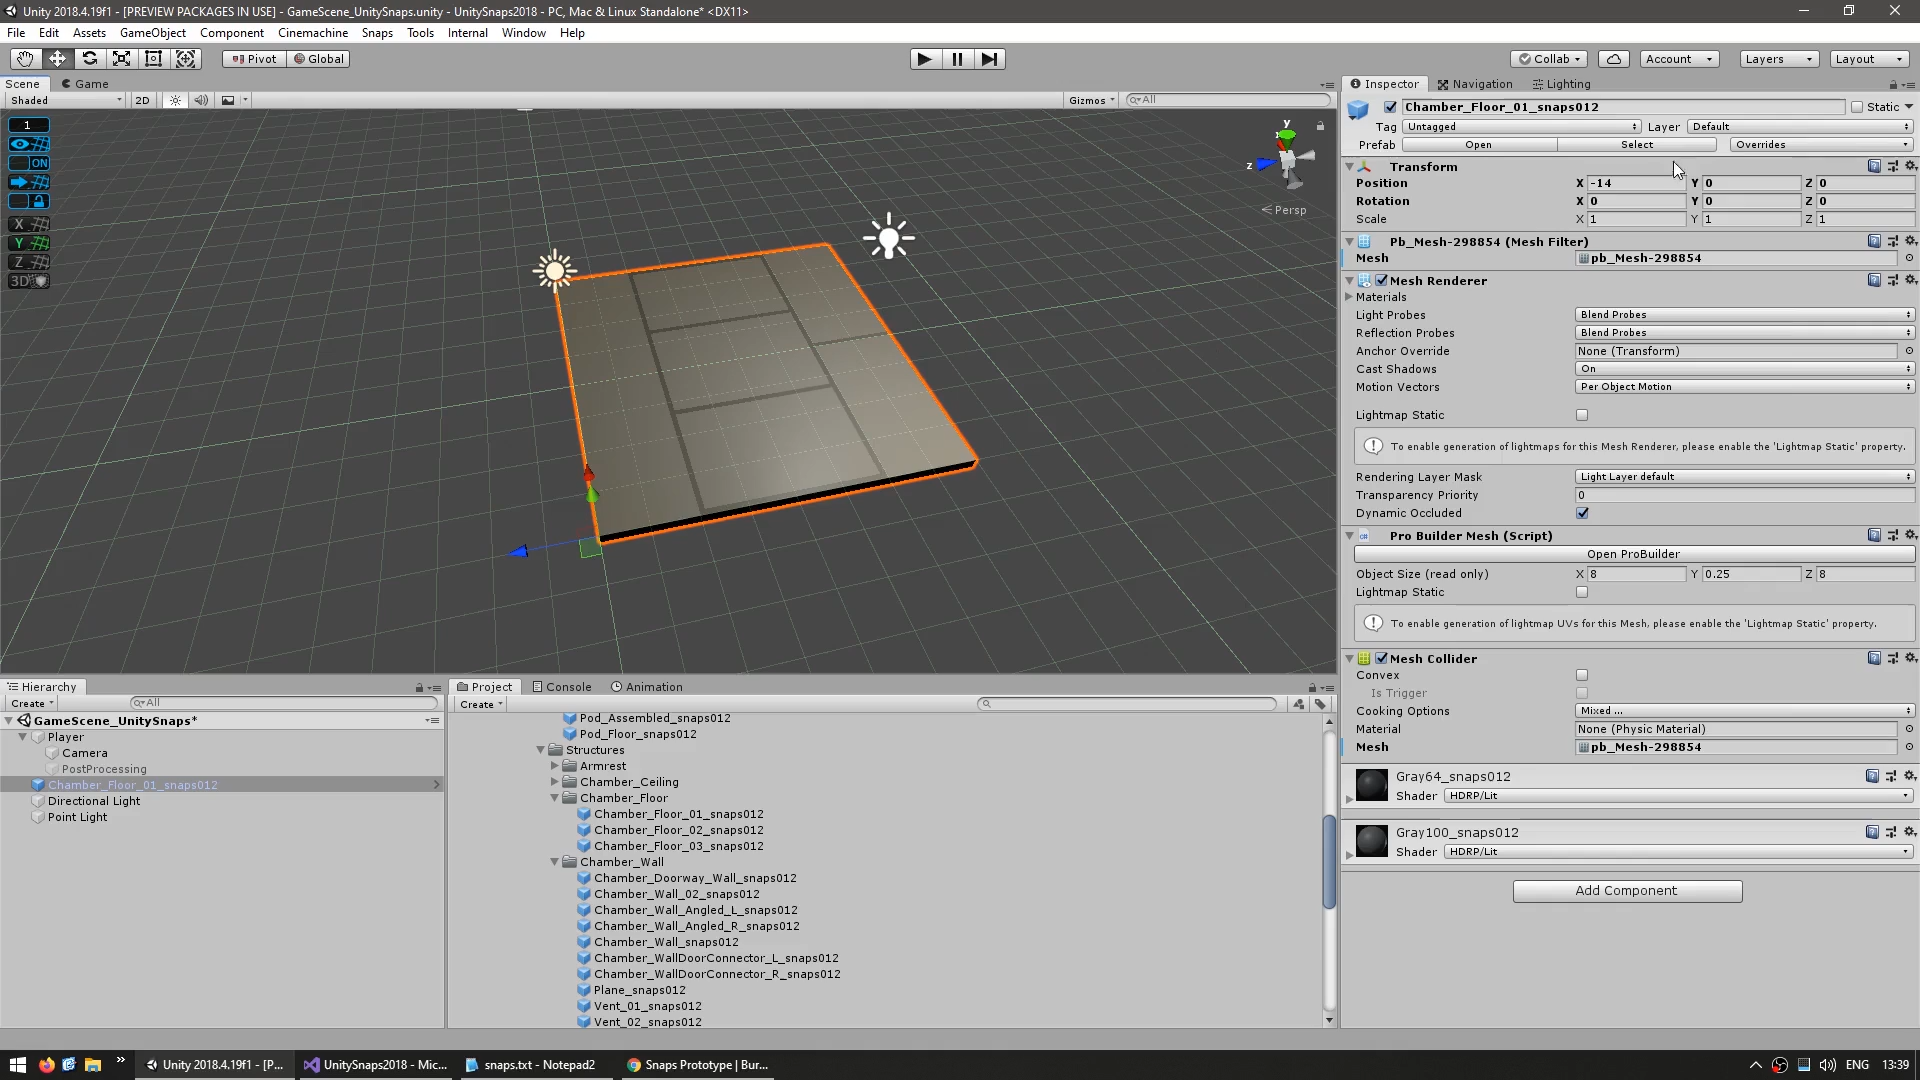 Unity 2018.4.19f1 - [PREVIEW PACKAGES IN USE] - GameScene_UnitySnaps.unity - UnitySnaps2018 - PC, Mac & Linux Standalone* <DX11>
File Edit Assets GameObject Component Cinemachine Snaps Tools Internal Window Help
Pivot Global Collab Account Layers Layout
Scene Game
Shaded 2D Gizmos All
1
ON
X
Y
Z
3D
y
x
z
Persp
Inspector Navigation Lighting
Chamber_Floor_01_snaps012 Static
Tag Untagged Layer Default
Prefab Open Select Overrides
Transform
Position X -14 Y 0 Z 0
Rotation X 0 Y 0 Z 0
Scale X 1 Y 1 Z 1
Pb_Mesh-298854 (Mesh Filter)
Mesh pb_Mesh-298854
Mesh Renderer
Materials
Light Probes Blend Probes
Reflection Probes Blend Probes
Anchor Override None (Transform)
Cast Shadows On
Motion Vectors Per Object Motion
Lightmap Static
To enable generation of lightmaps for this Mesh Renderer, please enable the 'Lightmap Static' property.
Rendering Layer Mask Light Layer default
Transparency Priority 0
Dynamic Occluded
Pro Builder Mesh (Script)
Open ProBuilder
Object Size (read only) X 8 Y 0.25 Z 8
Lightmap Static
To enable generation of lightmap UVs for this Mesh, please enable the 'Lightmap Static' property.
Mesh Collider
Convex
Is Trigger
Cooking Options Mixed ...
Material None (Physic Material)
Mesh pb_Mesh-298854
Gray64_snaps012
Shader HDRP/Lit
Gray100_snaps012
Shader HDRP/Lit
Add Component
Hierarchy
Create All
GameScene_UnitySnaps*
Player
Camera
PostProcessing
Chamber_Floor_01_snaps012
Directional Light
Point Light
Project Console Animation
Create
Pod_Assembled_snaps012
Pod_Floor_snaps012
Structures
Armrest
Chamber_Ceiling
Chamber_Floor
Chamber_Floor_01_snaps012
Chamber_Floor_02_snaps012
Chamber_Floor_03_snaps012
Chamber_Wall
Chamber_Doorway_Wall_snaps012
Chamber_Wall_02_snaps012
Chamber_Wall_Angled_L_snaps012
Chamber_Wall_Angled_R_snaps012
Chamber_Wall_snaps012
Chamber_WallDoorConnector_L_snaps012
Chamber_WallDoorConnector_R_snaps012
Plane_snaps012
Vent_01_snaps012
Vent_02_snaps012
Unity 2018.4.19f1 - [P... UnitySnaps2018 - Mic... snaps.txt - Notepad2 Snaps Prototype | Bur... ENG 13:39